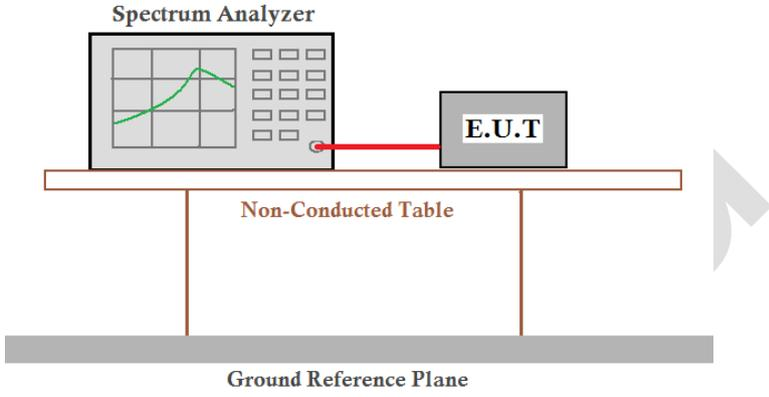 Spectrum Analyzer
E.U.T
Non-Conducted Table
Ground Reference Plane